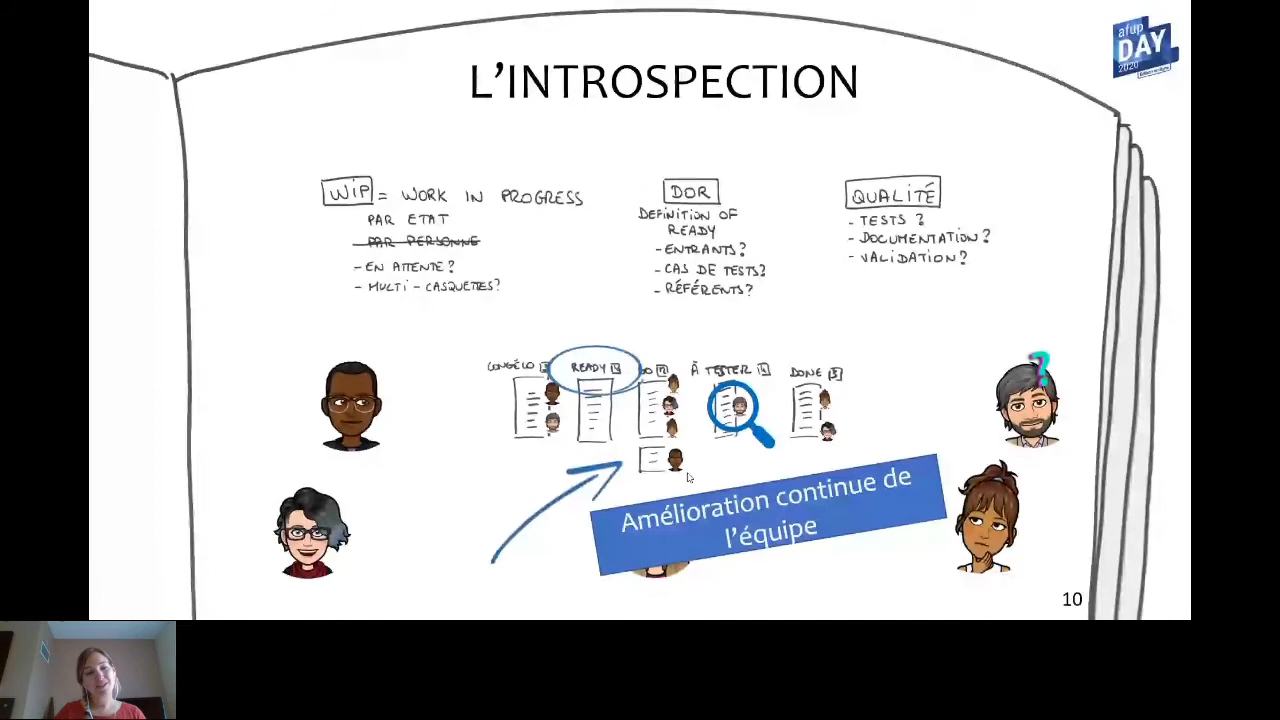 afup
DAY
2020
L'INTROSPECTION
WIP = WORK IN PROGRESS
PAR ETAT
- PAR PERSONNE
- EN ATTENTE?
- MULTI-CASQUETTES?
DOR
DEFINITION OF
READY
- ENTRANTS?
- CAS DE TESTS?
- RÉFÉRENTS?
QUALITÉ
- TESTS ?
- DOCUMENTATION?
- VALIDATION?
CONGÉLO
READY
À TESTER
DONE
?
Amélioration continue de
l'équipe
10